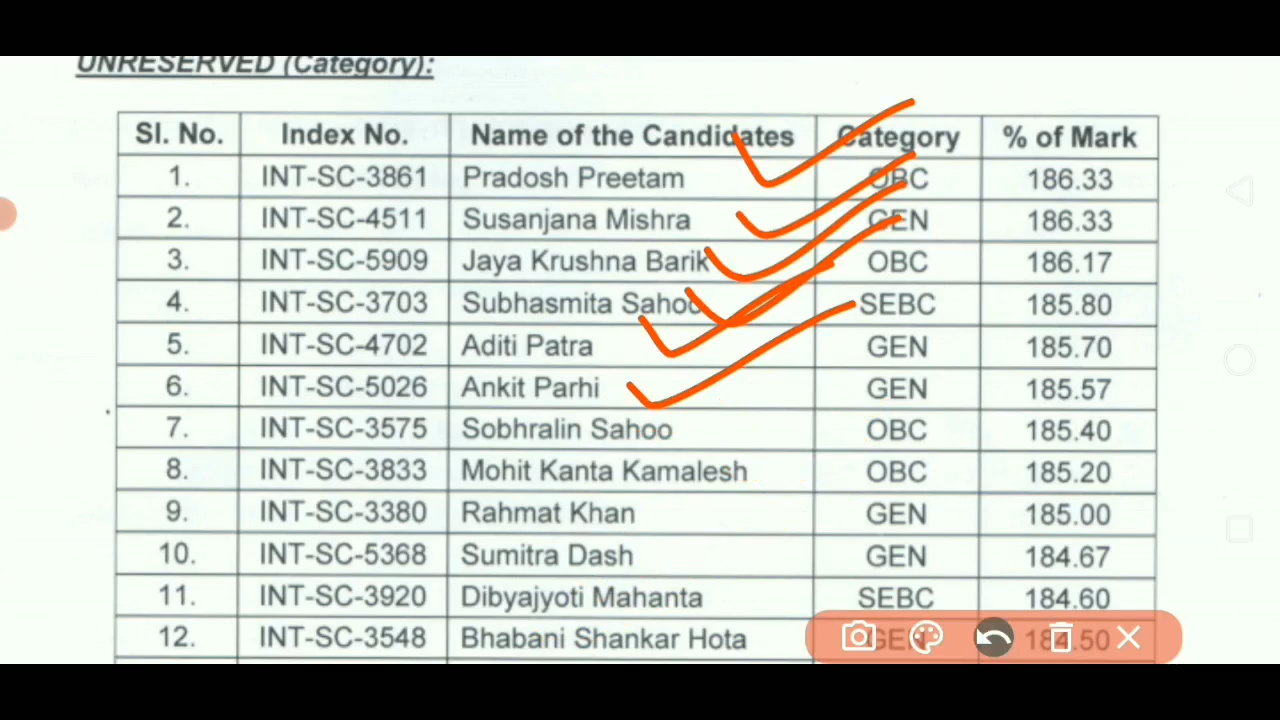 UNRESERVED (Category):
Sl. No. Index No. Name of the Candidates Category % of Mark
1. INT-SC-3861 Pradosh Preetam OBC 186.33
2. INT-SC-4511 Susanjana Mishra GEN 186.33
3. INT-SC-5909 Jaya Krushna Barik OBC 186.17
4. INT-SC-3703 Subhasmita Sahoo SEBC 185.80
5. INT-SC-4702 Aditi Patra GEN 185.70
6. INT-SC-5026 Ankit Parhi GEN 185.57
7. INT-SC-3575 Sobhralin Sahoo OBC 185.40
8. INT-SC-3833 Mohit Kanta Kamalesh OBC 185.20
9. INT-SC-3380 Rahmat Khan GEN 185.00
10. INT-SC-5368 Sumitra Dash GEN 184.67
11. INT-SC-3920 Dibyajyoti Mahanta SEBC 184.60
12. INT-SC-3548 Bhabani Shankar Hota GEN 184.50